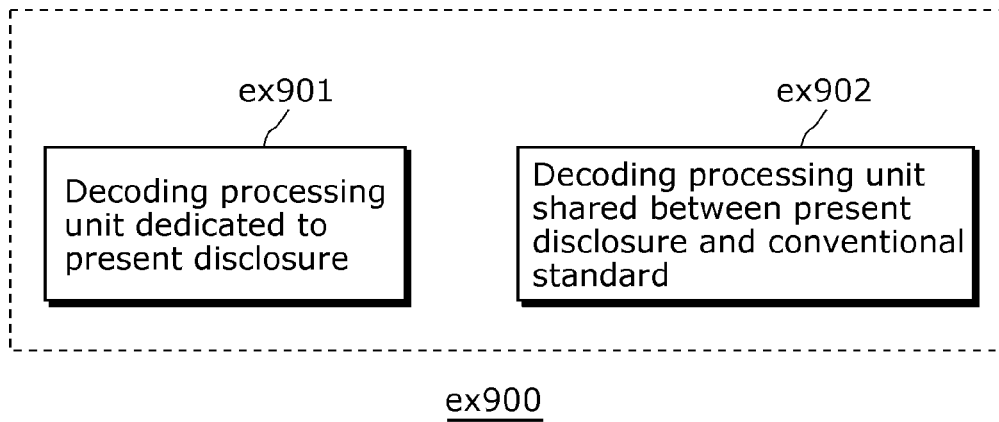 ex901
Decoding processing
unit dedicated to
present disclosure
ex902
Decoding processing unit
shared between present
disclosure and conventional
standard
ex900